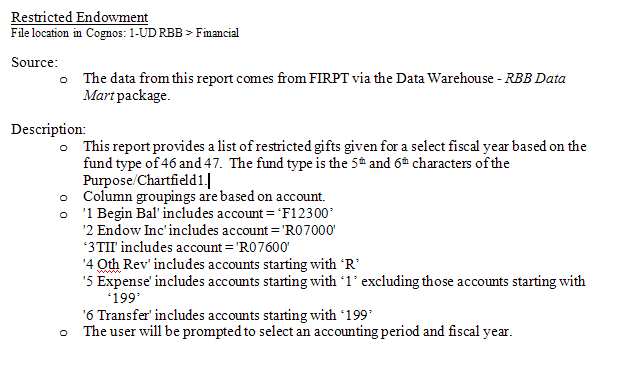 Restricted Endowment
File location in Cognos: 1-UD RBB > Financial
Source:
o The data from this report comes from FIRPT via the Data Warehouse - RBB Data
Mart package.
Description:
o This report provides a list of restricted gifts given for a select fiscal year based on the
fund type of 46 and 47. The fund type is the 5th and 6th characters of the
Purpose/Chartfield1.
o Column groupings are based on account.
o '1 Begin Bal' includes account = ‘F12300’
'2 Endow Inc' includes account = 'R07000'
‘3 TII' includes account = 'R07600'
'4 Oth Rev' includes accounts starting with ‘R’
'5 Expense' includes accounts starting with ‘1’ excluding those accounts starting with
‘199’
'6 Transfer' includes accounts starting with ‘199’
o The user will be prompted to select an accounting period and fiscal year.